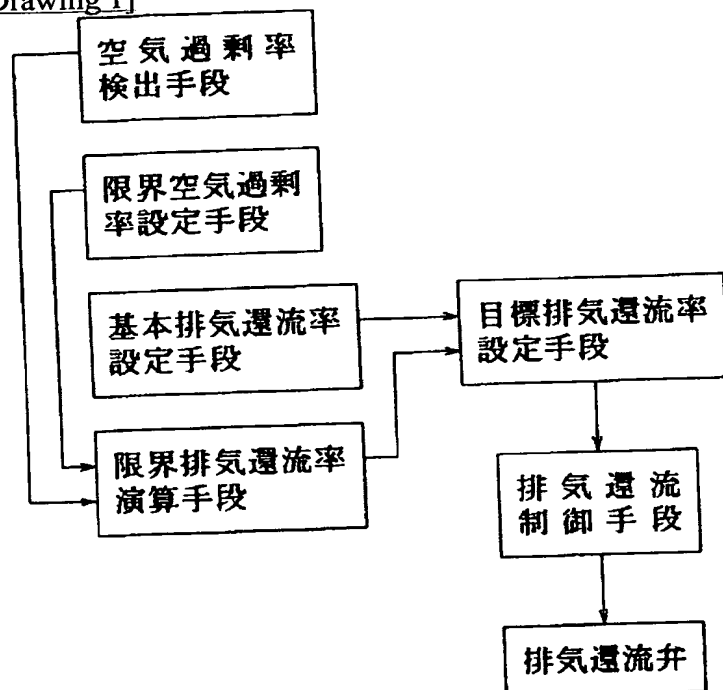 Drawing 1]
空気過剰率
検出手段
限界空気過剰
率設定手段
基本排気還流率
設定手段
目標排気還流率
設定手段
限界排気還流率
演算手段
排気還流
制御手段
排気還流弁